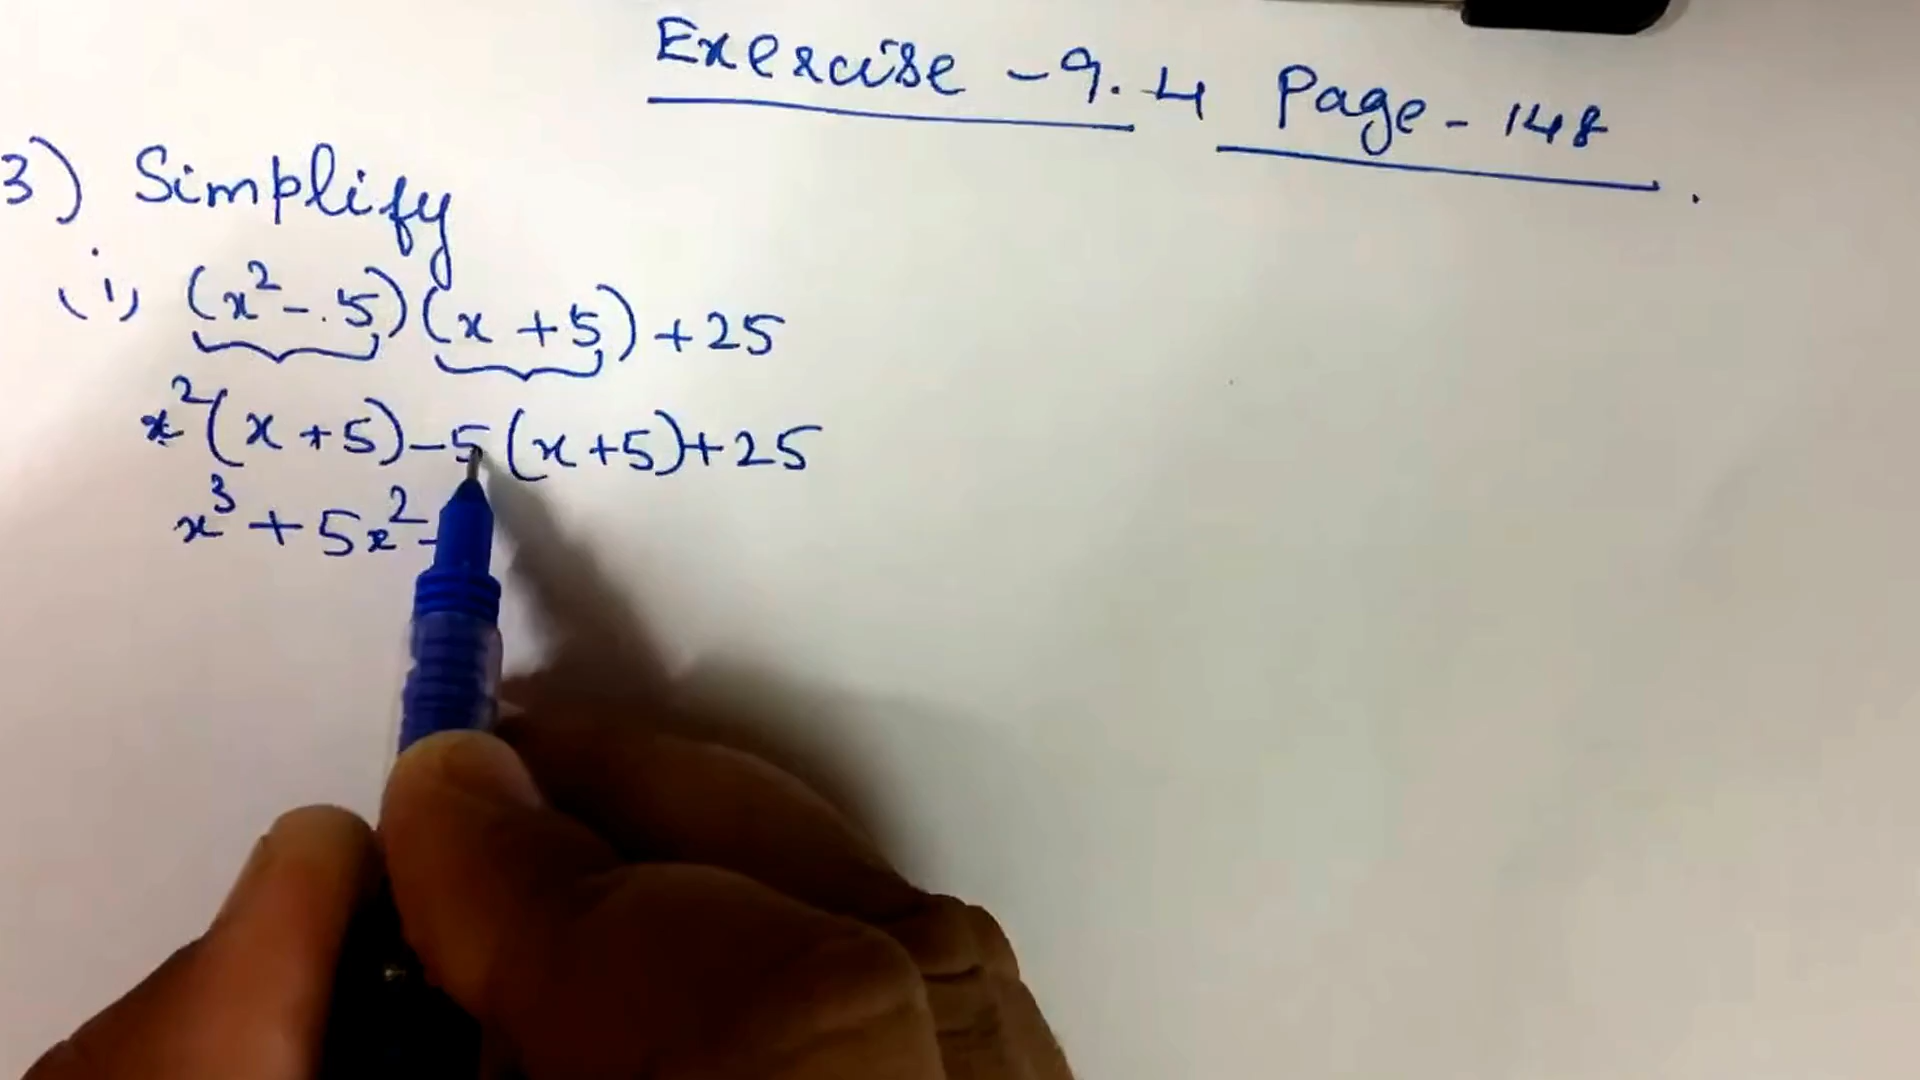 Exercise - 9.4 Page - 148.
3) Simplify
(i) (x² - 5)(x + 5) + 25
x²(x + 5) - 5(x + 5) + 25
x³ + 5x² -